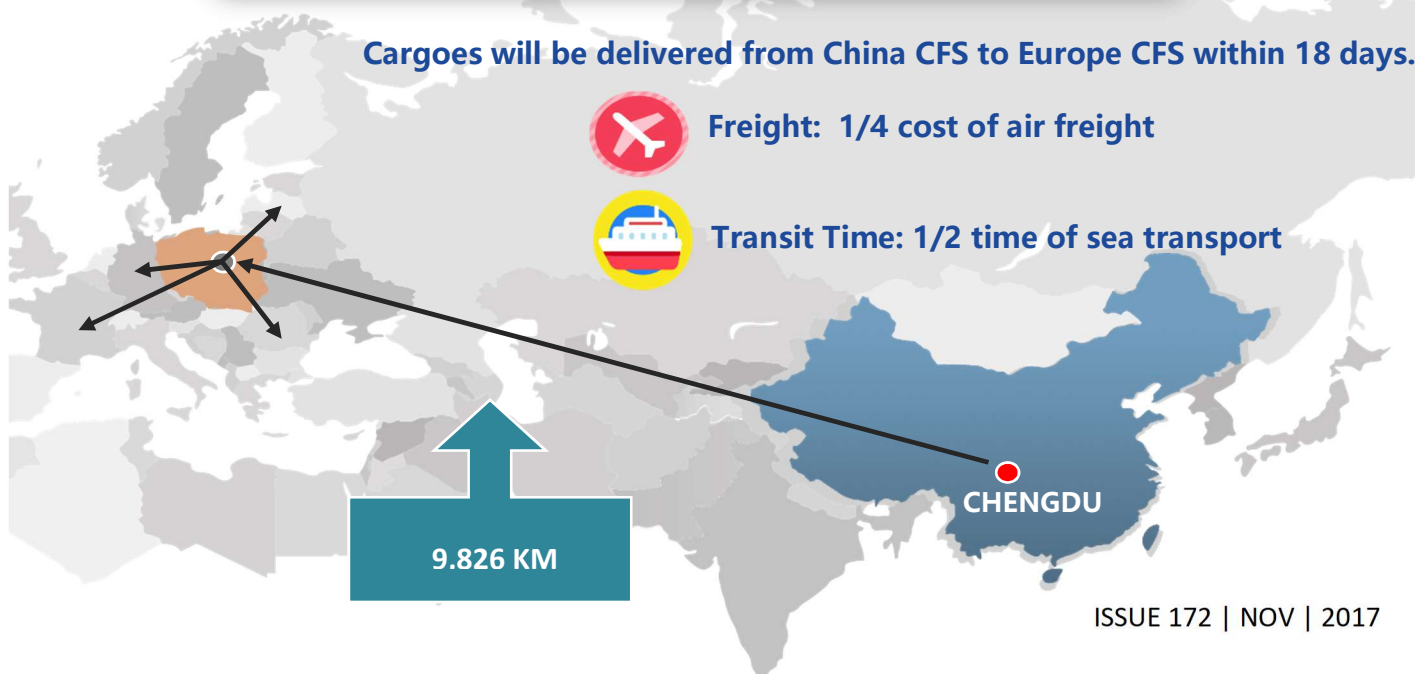 Cargoes will be delivered from China CFS to Europe CFS within 18 days.
Freight: 1/4 cost of air freight
Transit Time: 1/2 time of sea transport
CHENGDU
9.826 KM
ISSUE 172 | NOV | 2017